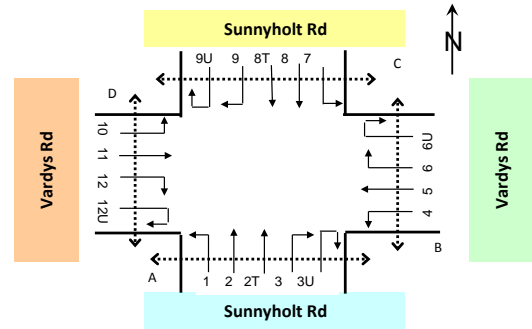 Sunnyholt Rd
N
9U 9 8T 8 7
C
D
Vardys Rd
10
11
12
12U
6U
6
5
4
Vardys Rd
B
A
1 2 2T 3 3U
Sunnyholt Rd